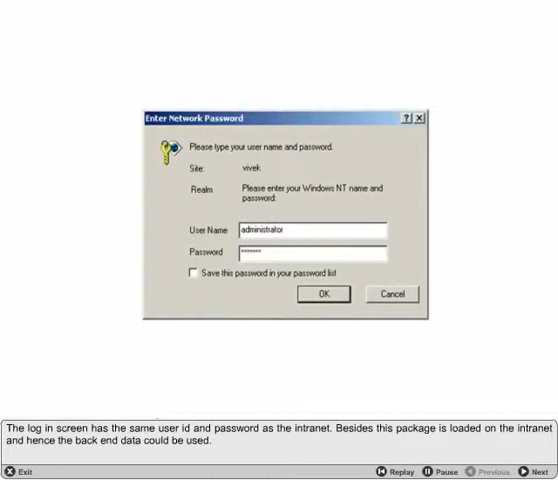 Enter Network Password
Please type your user name and password.
Site: vivek
Realm Please enter your Windows NT name and
password:
User Name administrator
Password *******
Save this password in your password list
OK Cancel
The log in screen has the same user id and password as the intranet. Besides this package is loaded on the intranet
and hence the back end data could be used.
Exit Replay Pause Previous Next